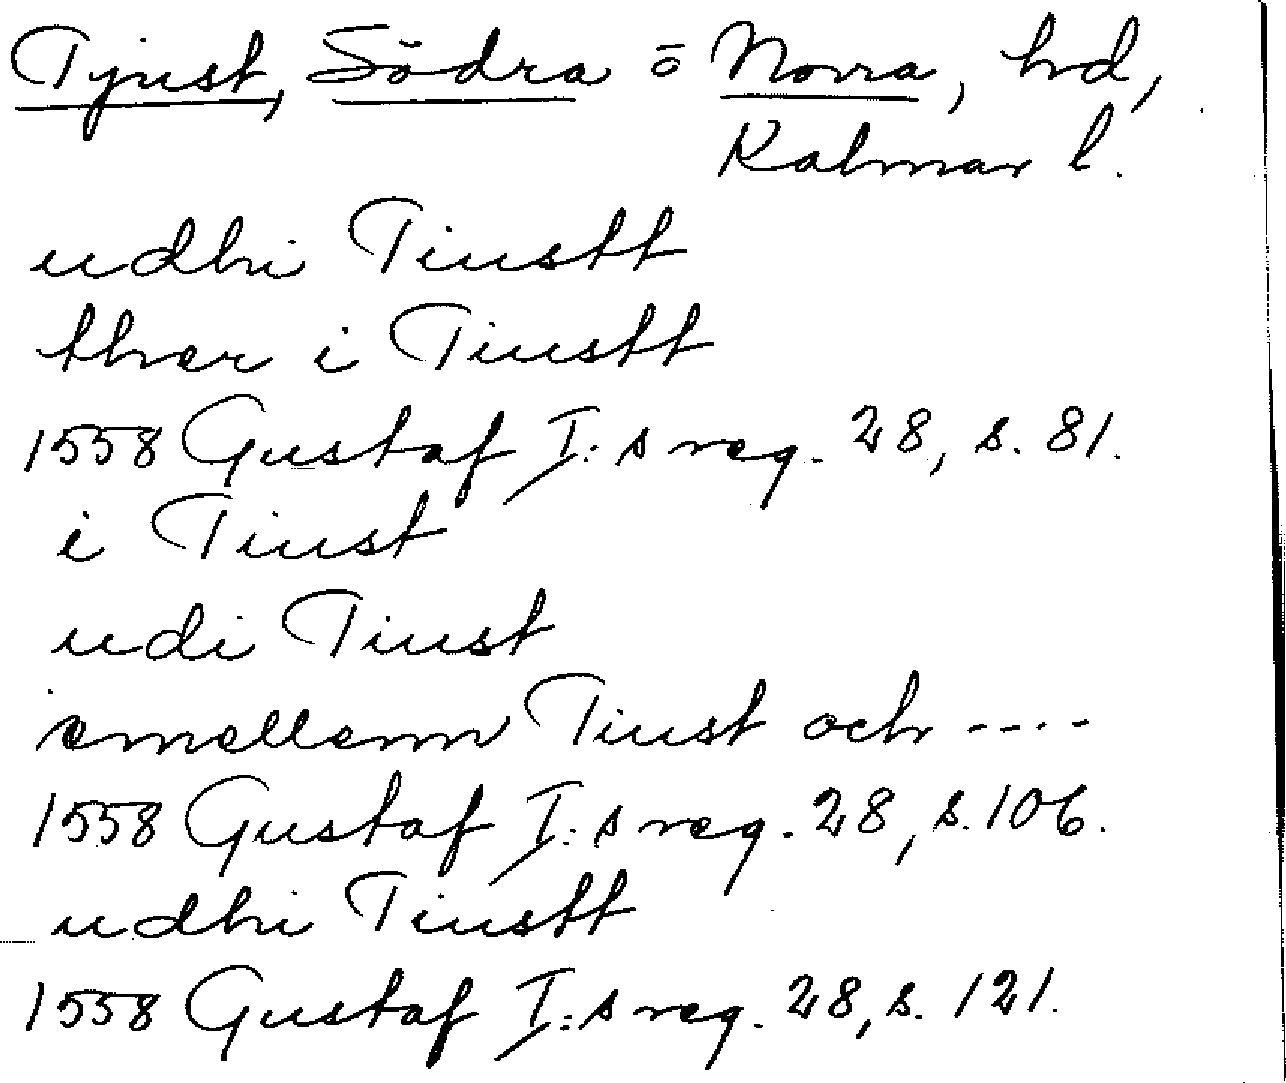 Tjust, Södra o Norra, hd,
Kalmar l.
udhi Tiustt
ther i Tiustt
1558 Gustaf I:s reg. 28, s. 81.
i Tiust
udi Tiust
emellenn Tiust och ----
1558 Gustaf I:s reg. 28, s. 106.
udhi Tiustt
1558 Gustaf I:s reg. 28, s. 121.